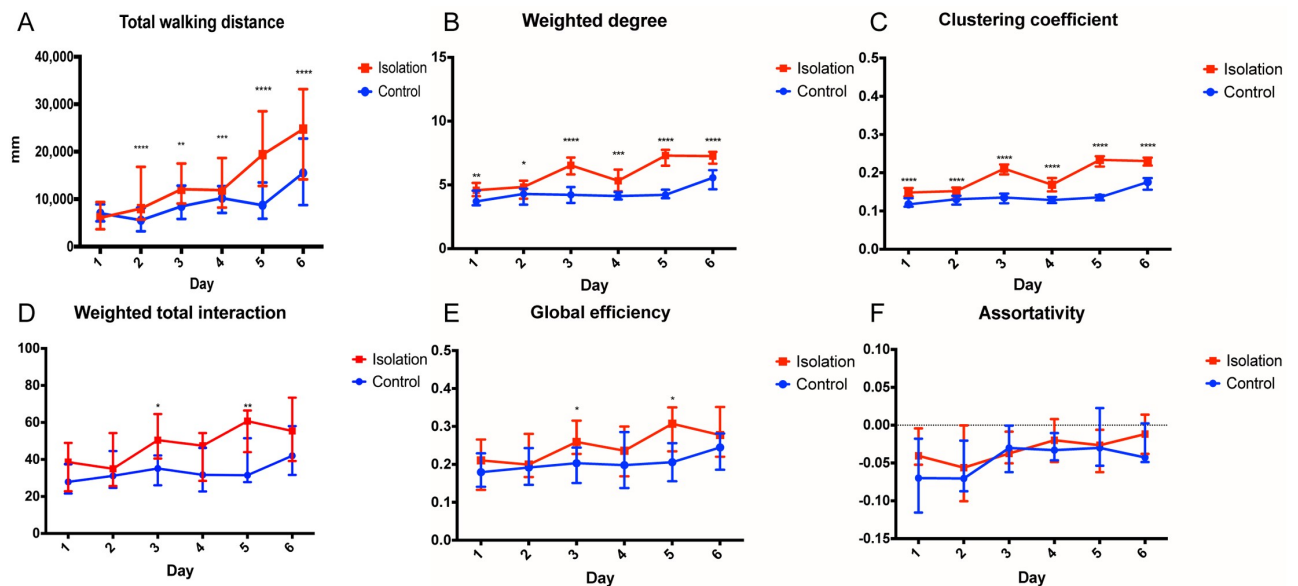 A Total walking distance
40,000
30,000
20,000
10,000
0
mm
**** ** *** **** ****
1 2 3 4 5 6
Day
Isolation
Control
B Weighted degree
15
10
5
0
** * **** *** **** ****
1 2 3 4 5 6
Day
Isolation
Control
C Clustering coefficient
0.5
0.4
0.3
0.2
0.1
0.0
**** **** **** **** **** ****
1 2 3 4 5 6
Day
Isolation
Control
D Weighted total interaction
100
80
60
40
20
0
* **
1 2 3 4 5 6
Day
Isolation
Control
E Global efficiency
0.5
0.4
0.3
0.2
0.1
0.0
* *
1 2 3 4 5 6
Day
Isolation
Control
F Assortativity
0.10
0.05
0.00
-0.05
-0.10
-0.15
1 2 3 4 5 6
Day
Isolation
Control